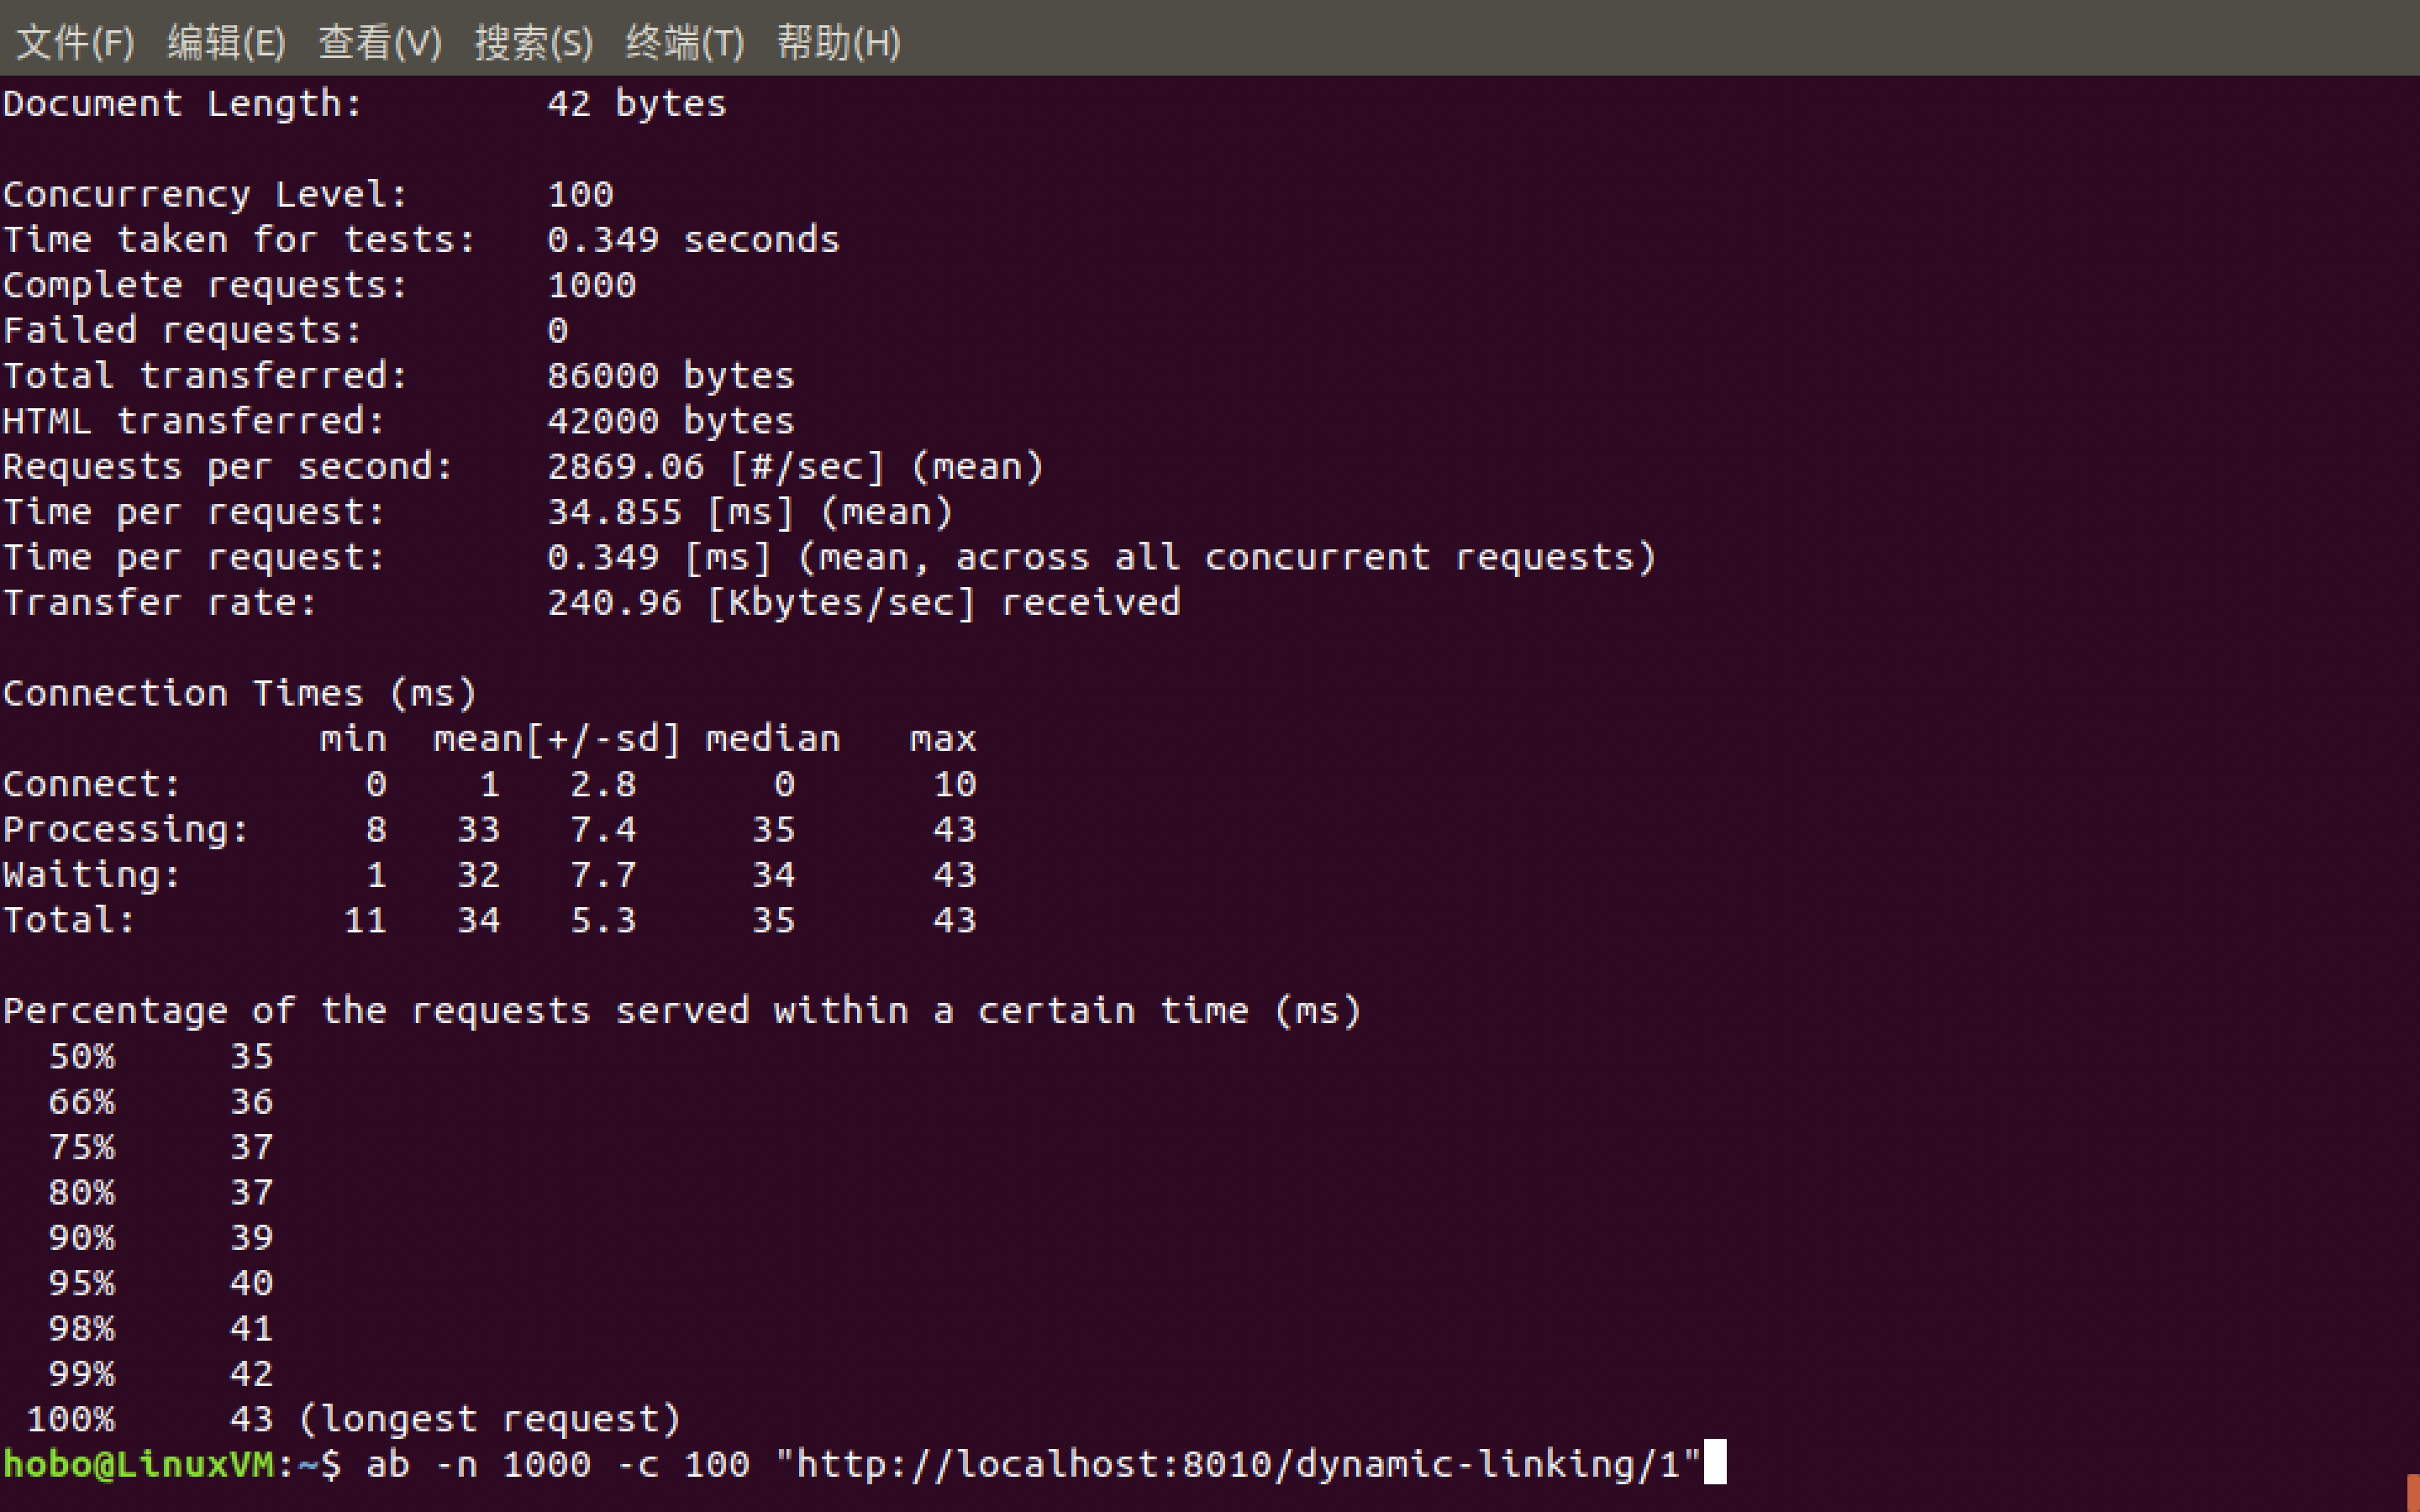 文件(F) 编辑(E) 查看(V) 搜索(S) 终端(T) 帮助(H)
Document Length:        42 bytes
Concurrency Level:      100
Time taken for tests:   0.349 seconds
Complete requests:      1000
Failed requests:        0
Total transferred:      86000 bytes
HTML transferred:       42000 bytes
Requests per second:    2869.06 [#/sec] (mean)
Time per request:       34.855 [ms] (mean)
Time per request:       0.349 [ms] (mean, across all concurrent requests)
Transfer rate:          240.96 [Kbytes/sec] received
Connection Times (ms)
              min  mean[+/-sd] median   max
Connect:        0    1   2.8      0      10
Processing:     8   33   7.4     35      43
Waiting:        1   32   7.7     34      43
Total:         11   34   5.3     35      43
Percentage of the requests served within a certain time (ms)
  50%     35
  66%     36
  75%     37
  80%     37
  90%     39
  95%     40
  98%     41
  99%     42
 100%     43 (longest request)
hobo@LinuxVM:~$ ab -n 1000 -c 100 "http://localhost:8010/dynamic-linking/1"